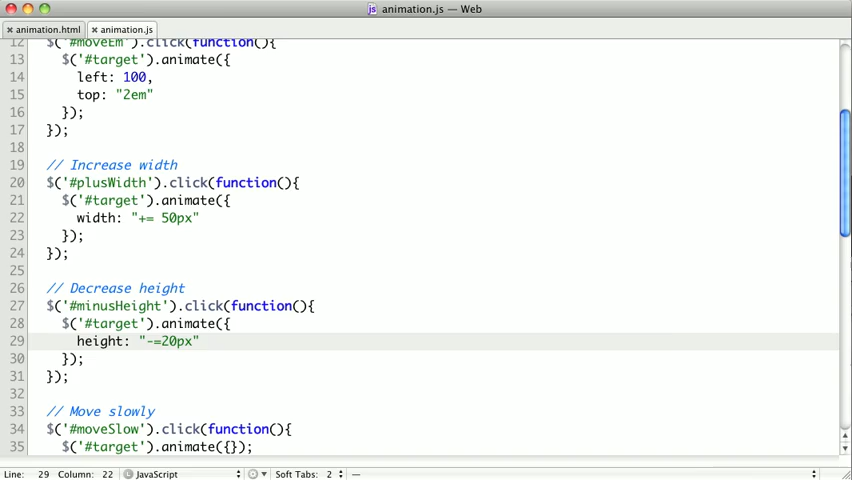 animation.js — Web
animation.html
animation.js
12 $('#moveEm').click(function(){
13 $('#target').animate({
14 left: 100,
15 top: "2em"
16 });
17 });
18
19 // Increase width
20 $('#plusWidth').click(function(){
21 $('#target').animate({
22 width: "+= 50px"
23 });
24 });
25
26 // Decrease height
27 $('#minusHeight').click(function(){
28 $('#target').animate({
29 height: "-=20px"
30 });
31 });
32
33 // Move slowly
34 $('#moveSlow').click(function(){
35 $('#target').animate({});
Line: 29 Column: 22 JavaScript Soft Tabs: 2 —